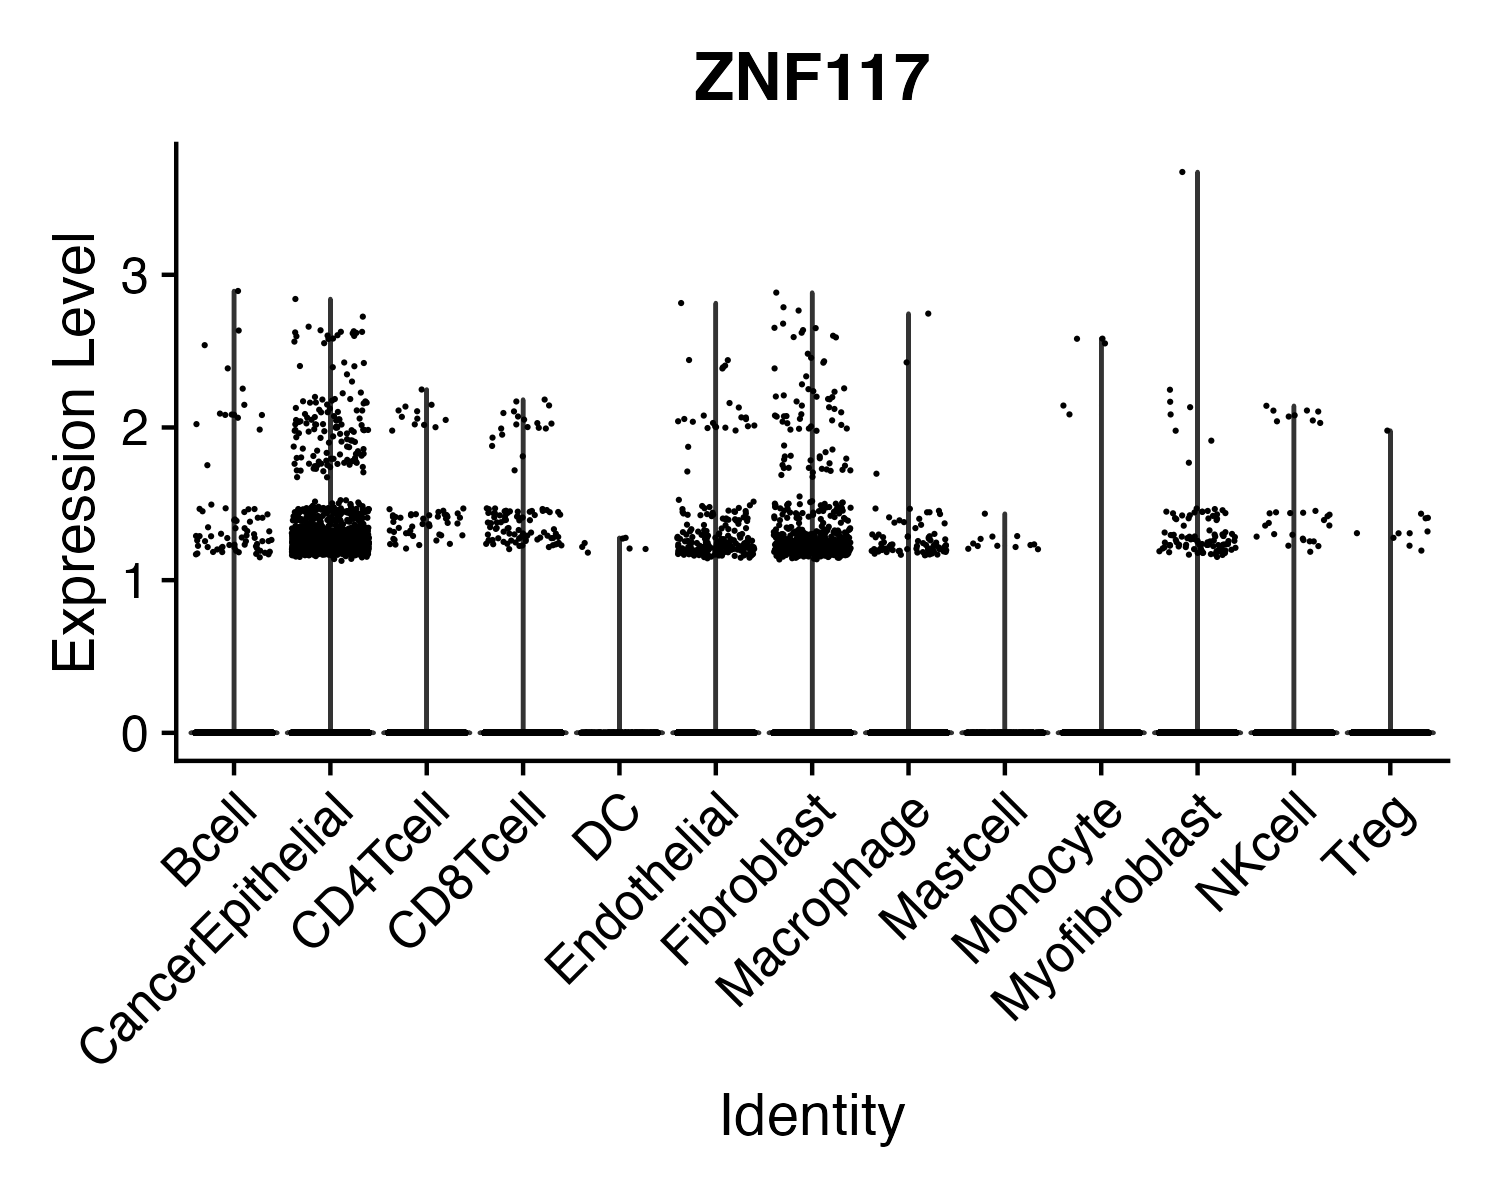 ZNF117
Expression Level
3
2
1
0
Bcell
CancerEpithelial
CD4Tcell
CD8Tcell
DC
Endothelial
Fibroblast
Macrophage
Mastcell
Monocyte
Myofibroblast
NKcell
Treg
Identity